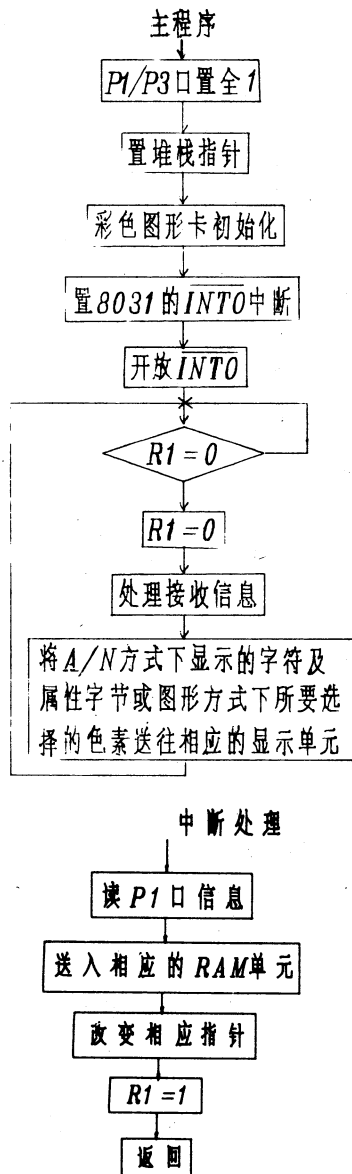 主程序
P1/P3口置全1
置堆栈指针
彩色图形卡初始化
置8031的INT0中断
开放INT0
R1=0
R1=0
处理接收信息
将A/N方式下显示的字符及
属性字节或图形方式下所要选
择的色素送往相应的显示单元
中断处理
读P1口信息
送入相应的RAM单元
改变相应指针
R1=1
返回